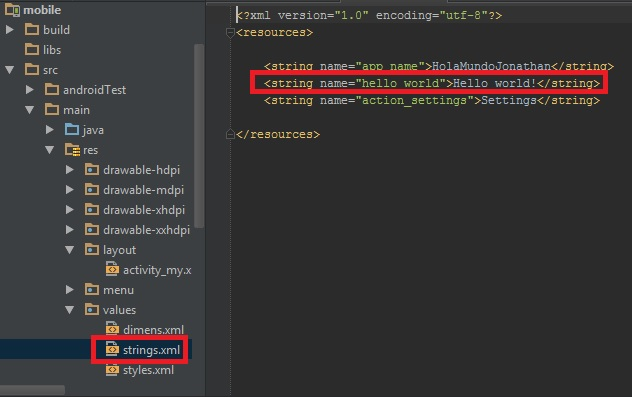 mobile
build
libs
src
androidTest
main
java
res
drawable-hdpi
drawable-mdpi
drawable-xhdpi
drawable-xxhdpi
layout
activity_my.x
menu
values
dimens.xml
strings.xml
styles.xml
<?xml version="1.0" encoding="utf-8"?>
<resources>
<string name="app_name">HolaMundoJonathan</string>
<string name="hello_world">Hello world!</string>
<string name="action_settings">Settings</string>
</resources>